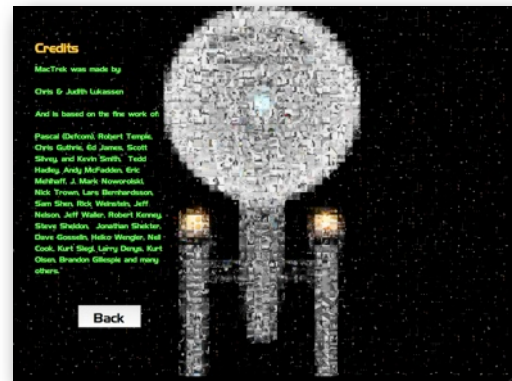 Credits
MacTrek was made by
Chris & Judith Lukassen
And is based on the fine work of:
Pascal (Defcom), Robert Temple,
Chris Guthrie, Ed James, Scott
Silvey, and Kevin Smith, Tedd
Hadley, Andy McFadden, Eric
Mehlhaff, J. Mark Noworolski,
Nick Trown, Lars Bernhardsson,
Sam Shen, Rick Weinstein, Jeff
Nelson, Jeff Waller, Robert Kenney,
Steve Sheldon, Jonathan Shekter,
Dave Gosselin, Heiko Wengler, Neil
Cook, Kurt Siegl, Larry Denys, Kurt
Olsen, Brandon Gillespie and many
others.
Back